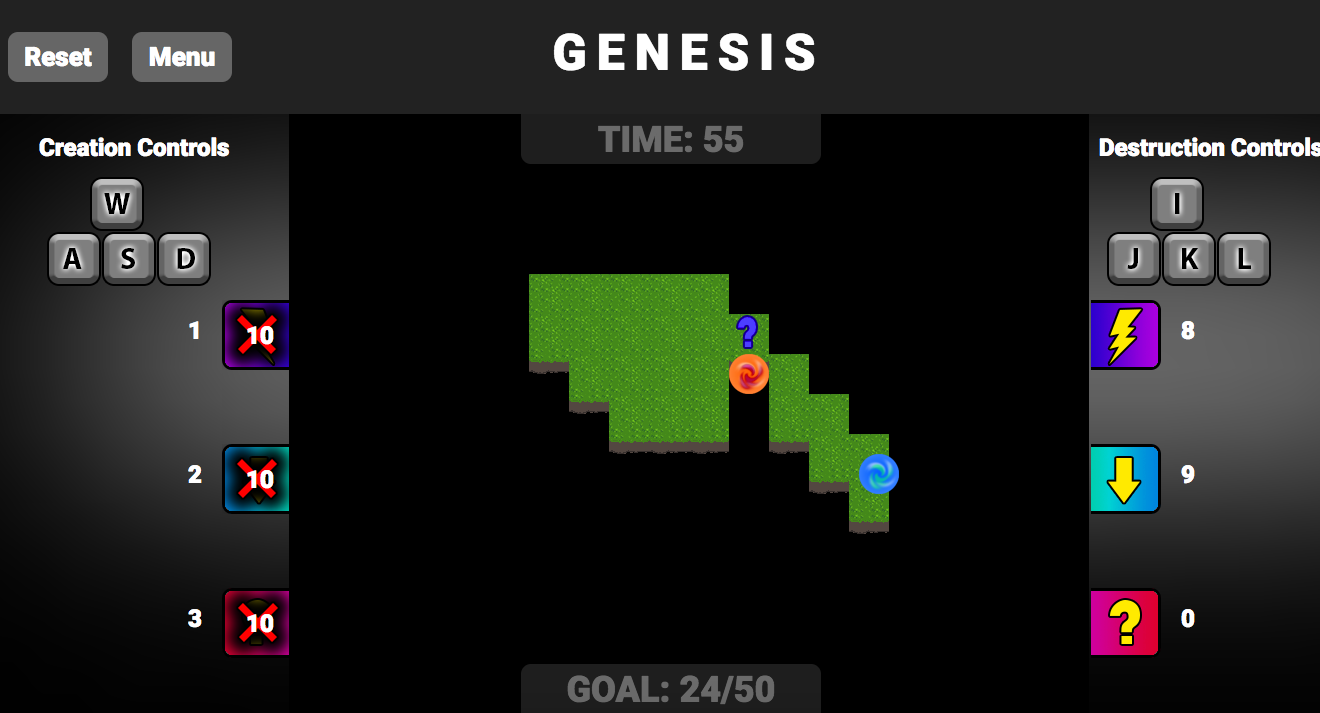 Reset Menu GENESIS
Creation Controls
TIME: 55
Destruction Controls
W
I
A S D
J K L
1 10
? 8
2 10
9
3 10
? 0
GOAL: 24/50